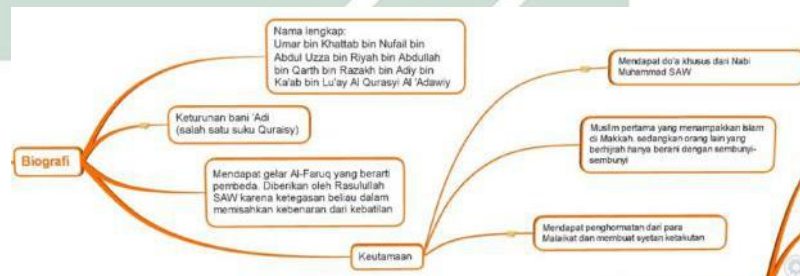 Biografi
Nama lengkap:
Umar bin Khattab bin Nufail bin
Abdul Uzza bin Riyah bin Abdullah
bin Qarth bin Razakh bin Adiy bin
Ka'ab bin Lu'ay Al Qurasyi Al 'Adawiy
Keturunan bani 'Adi
(salah satu suku Quraisy)
Mendapat gelar Al-Faruq yang berarti
pembeda. Diberikan oleh Rasulullah
SAW karena ketegasan beliau dalam
memisahkan kebenaran dari kebatilan
Keutamaan
Mendapat do'a khusus dari Nabi
Muhammad SAW
Muslim pertama yang menampakkan Islam
di Makkah, sedangkan orang lain yang
berhijrah hanya berani dengan sembunyi-
sembunyi
Mendapat penghormatan dari para
Malaikat dan membuat syetan ketakutan